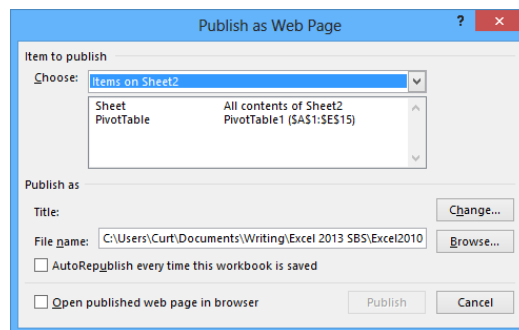 Publish as Web Page ? ×
Item to publish
Choose: Items on Sheet2
Sheet All contents of Sheet2
PivotTable PivotTable1 ($A$1:$E$15)
Publish as
Title: Change...
File name: C:\Users\Curt\Documents\Writing\Excel 2013 SBS\Excel2010 Browse...
AutoRepublish every time this workbook is saved
Open published web page in browser Publish Cancel